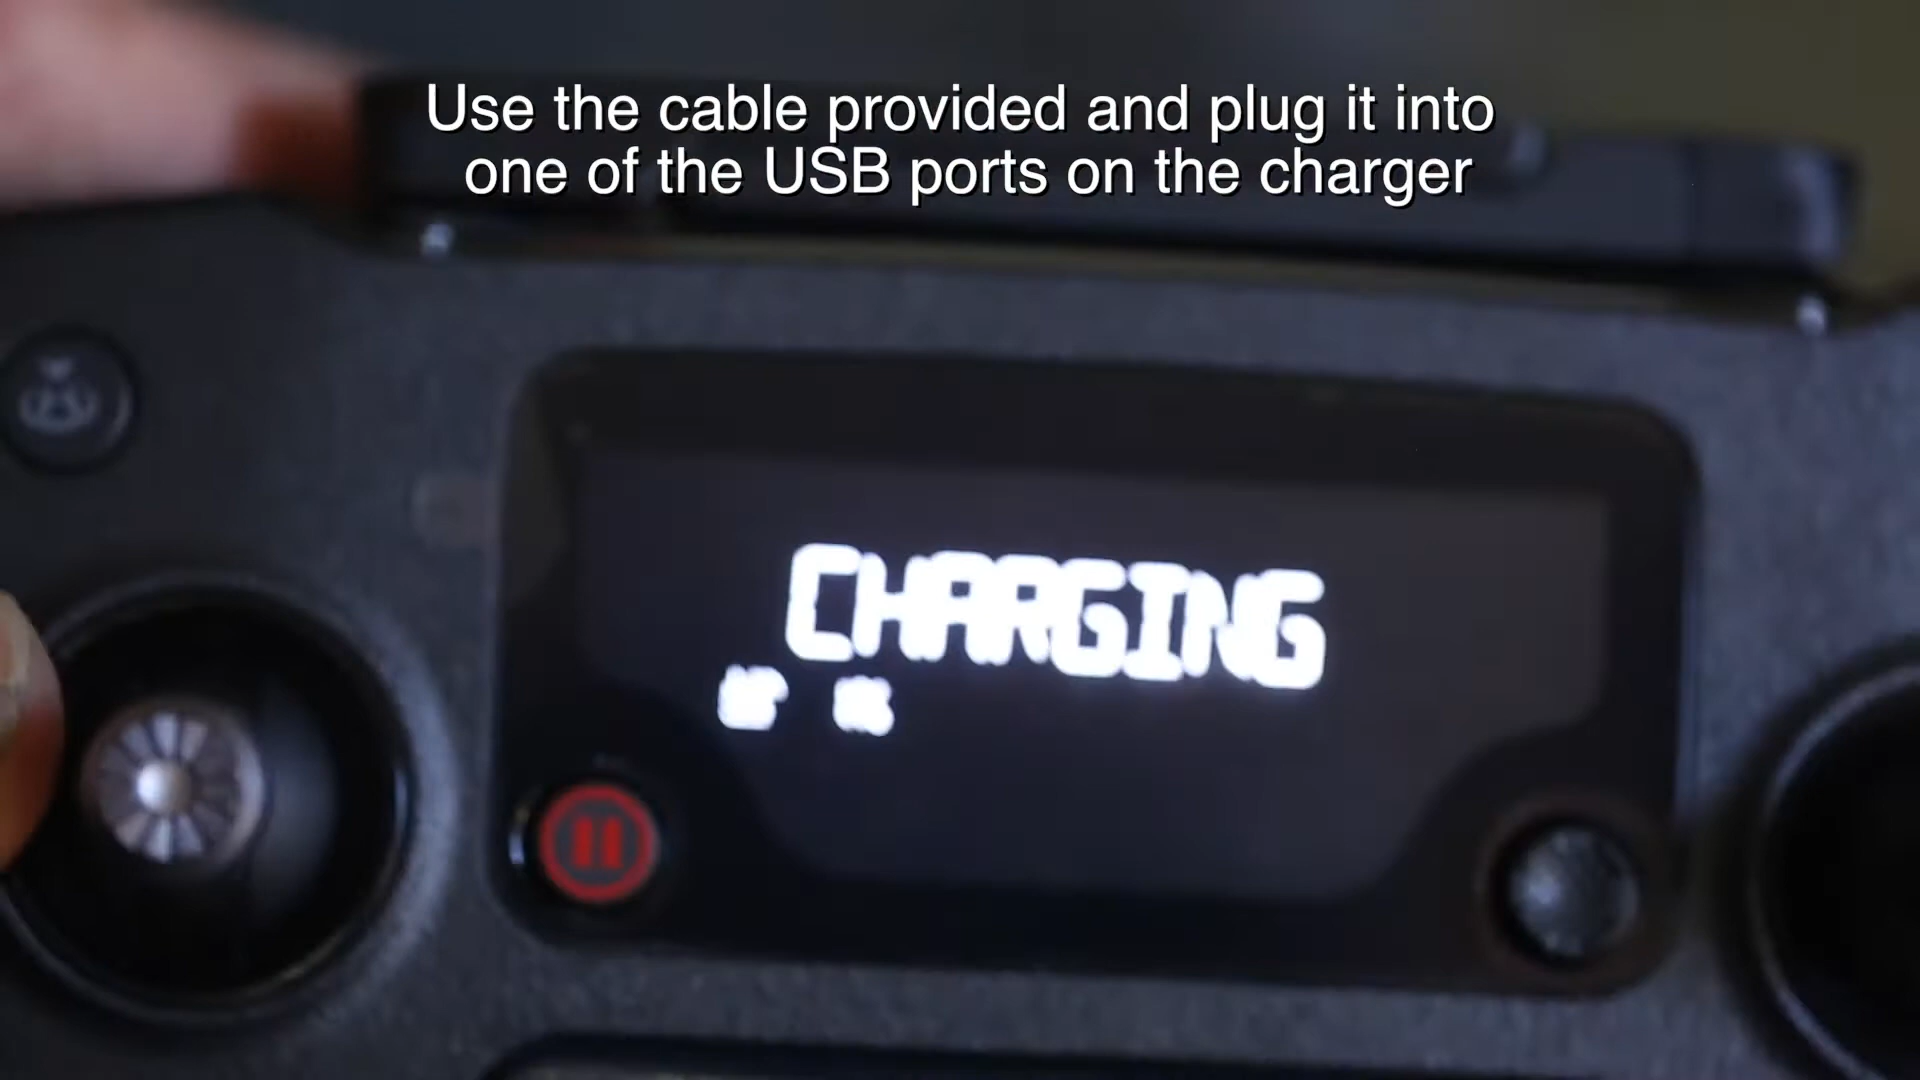 Use the cable provided and plug it into
one of the USB ports on the charger
CHARGING